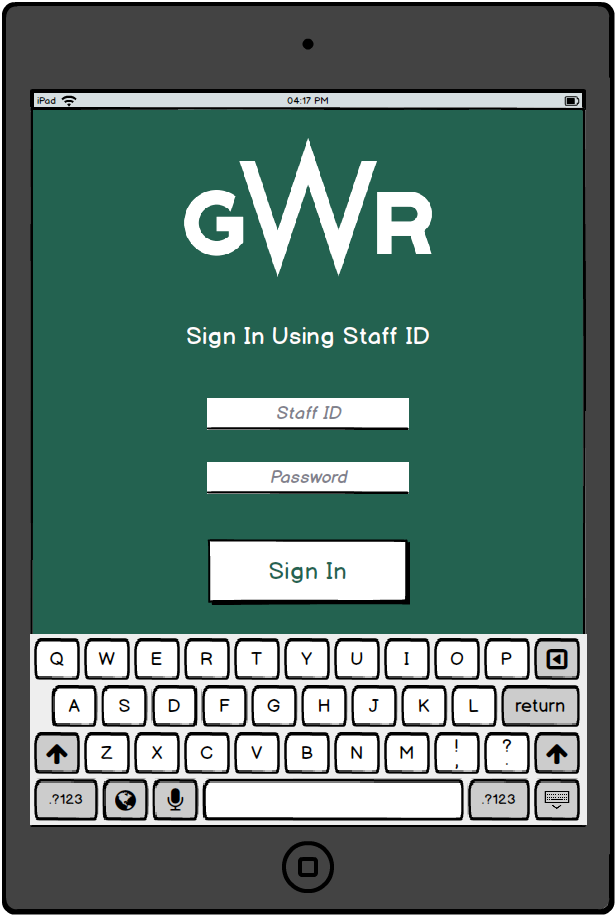 iPad 04:17 PM
GWR
Sign In Using Staff ID
Staff ID
Password
Sign In
Q W E R T Y U I O P
A S D F G H J K L return
Z X C V B N M ! , ? .
.?123 .?123